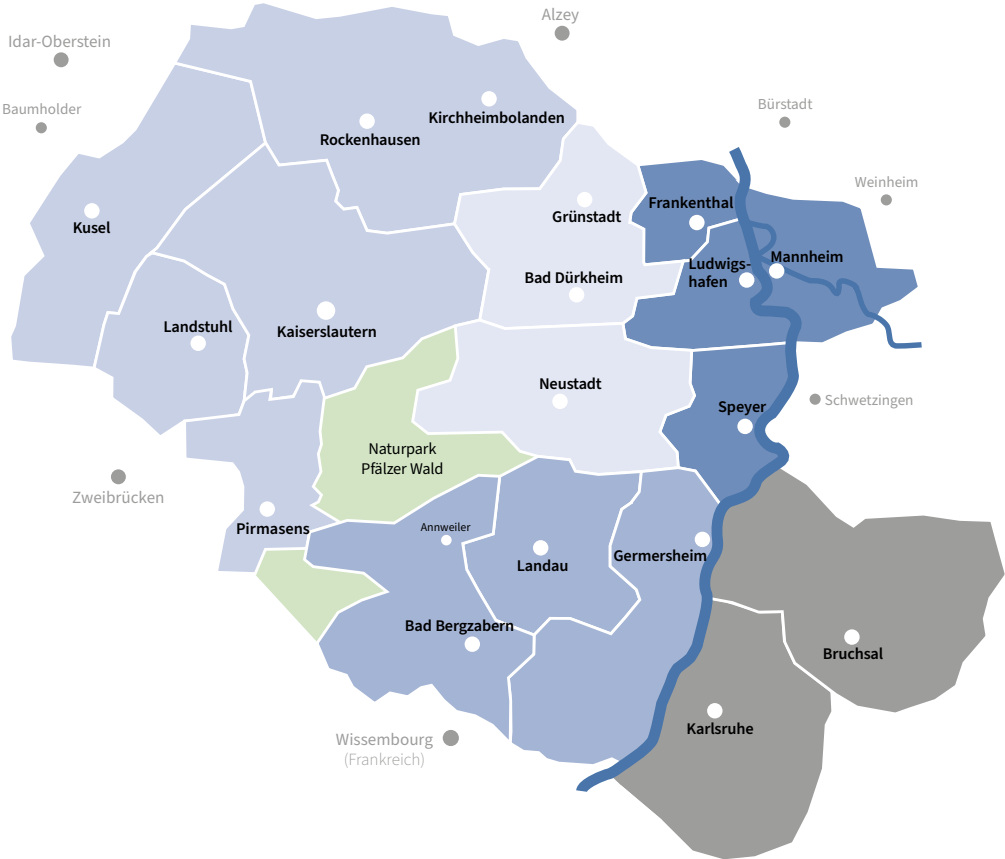 Alzey
Idar-Oberstein
Baumholder
Kirchheimbolanden
Rockenhausen
Bürstadt
Weinheim
Kusel
Grünstadt
Frankenthal
Mannheim
Ludwigs-
hafen
Bad Dürkheim
Landstuhl
Kaiserslautern
Neustadt
Speyer
Schwetzingen
Naturpark
Pfälzer Wald
Zweibrücken
Pirmasens
Annweiler
Landau
Germersheim
Bad Bergzabern
Bruchsal
Karlsruhe
Wissembourg
(Frankreich)